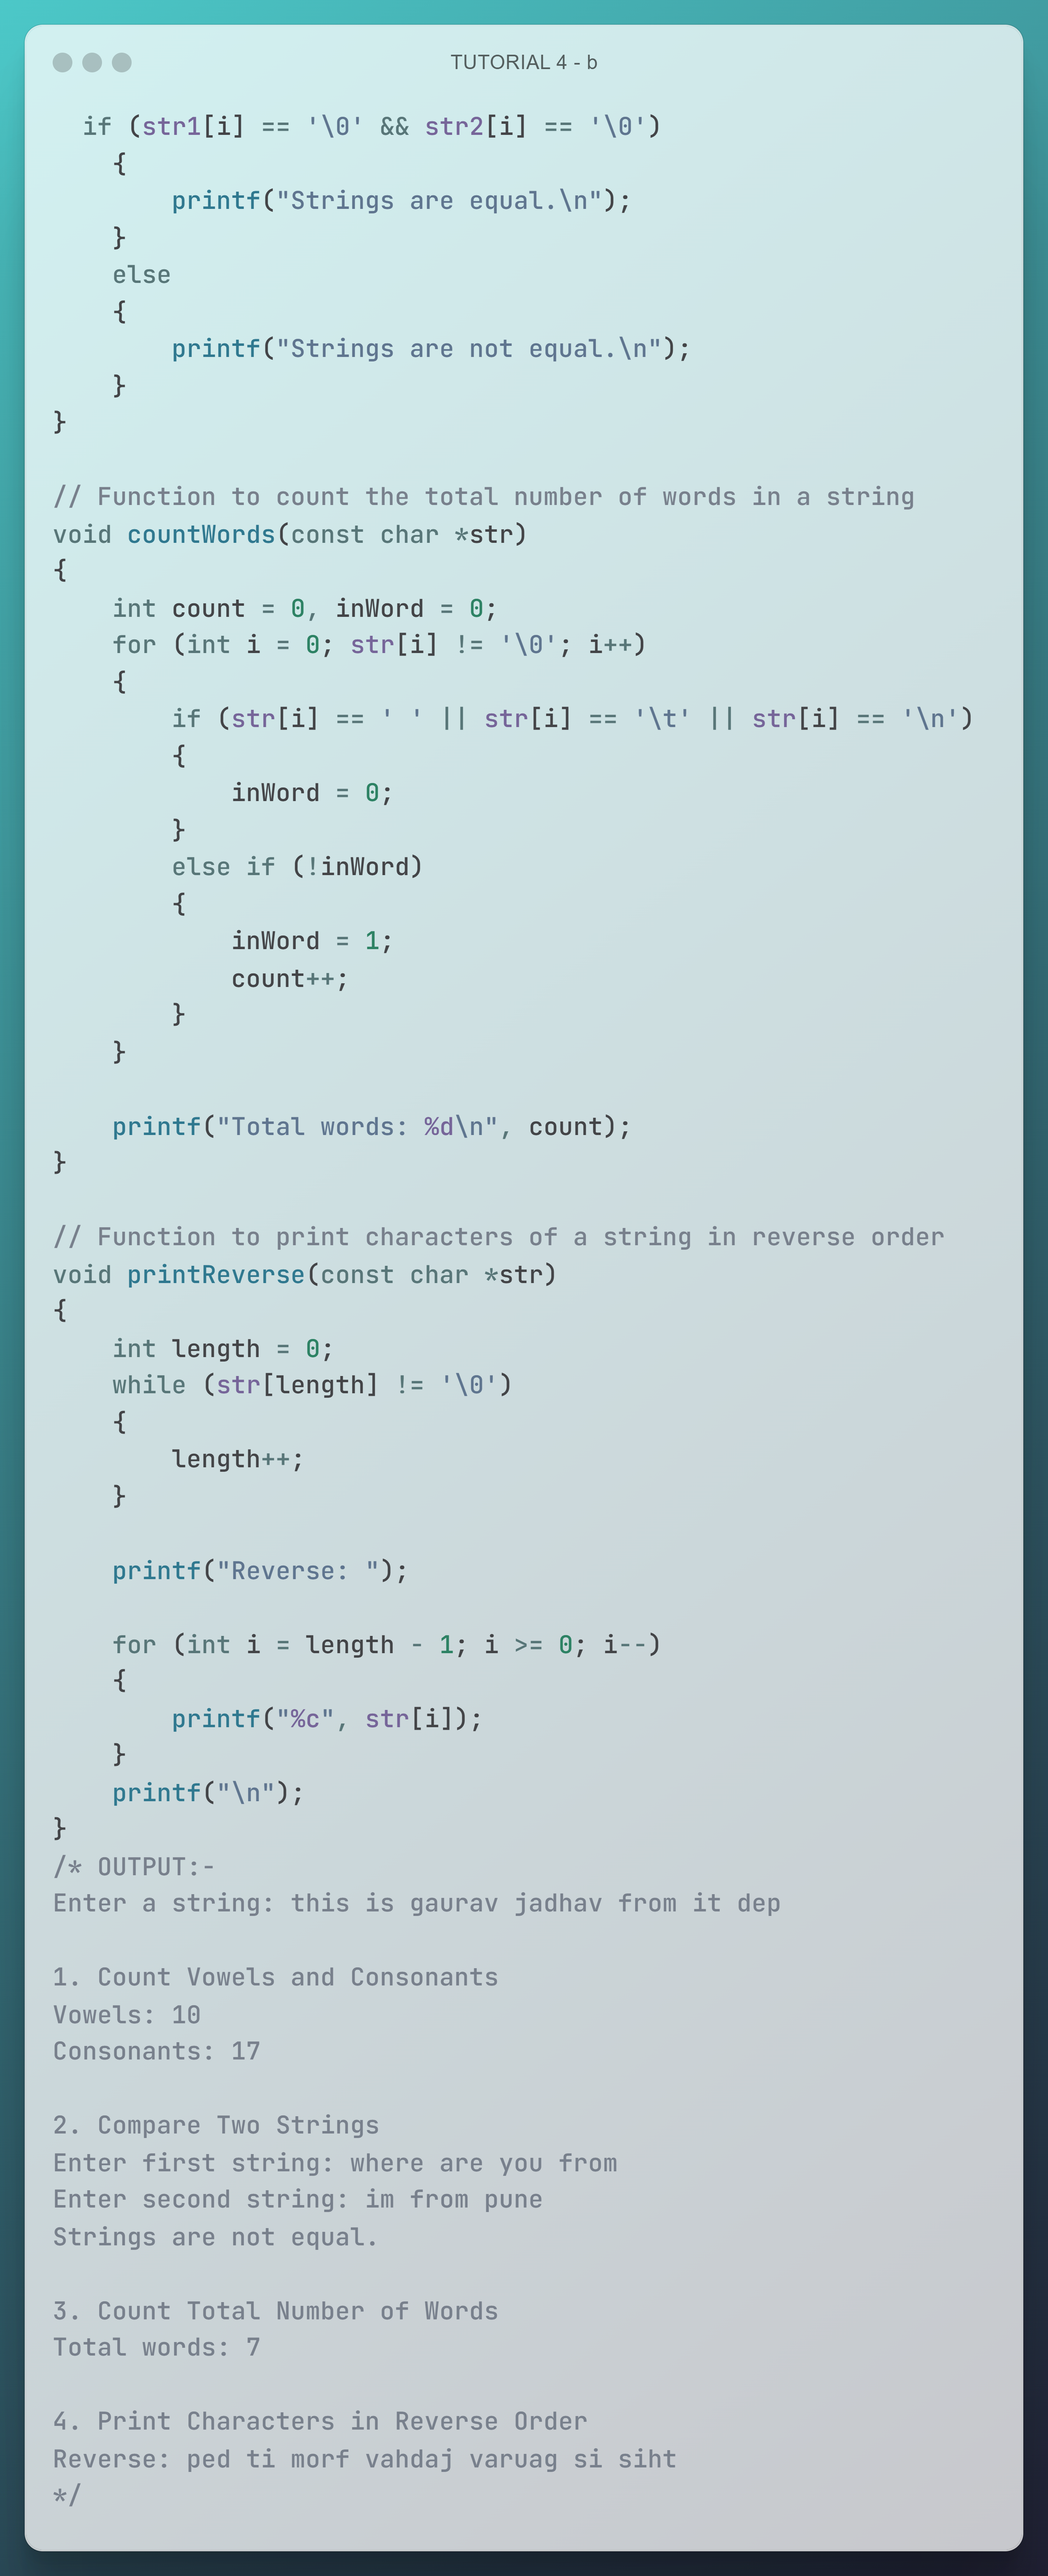 TUTORIAL 4 - b
  if (str1[i] == '\0' && str2[i] == '\0')
    {
        printf("Strings are equal.\n");
    }
    else
    {
        printf("Strings are not equal.\n");
    }
}

// Function to count the total number of words in a string
void countWords(const char *str)
{
    int count = 0, inWord = 0;
    for (int i = 0; str[i] != '\0'; i++)
    {
        if (str[i] == ' ' || str[i] == '\t' || str[i] == '\n')
        {
            inWord = 0;
        }
        else if (!inWord)
        {
            inWord = 1;
            count++;
        }
    }

    printf("Total words: %d\n", count);
}

// Function to print characters of a string in reverse order
void printReverse(const char *str)
{
    int length = 0;
    while (str[length] != '\0')
    {
        length++;
    }

    printf("Reverse: ");

    for (int i = length - 1; i >= 0; i--)
    {
        printf("%c", str[i]);
    }
    printf("\n");
}
/* OUTPUT:-
Enter a string: this is gaurav jadhav from it dep

1. Count Vowels and Consonants
Vowels: 10
Consonants: 17

2. Compare Two Strings
Enter first string: where are you from
Enter second string: im from pune
Strings are not equal.

3. Count Total Number of Words
Total words: 7

4. Print Characters in Reverse Order
Reverse: ped ti morf vahdaj varuag si siht
*/